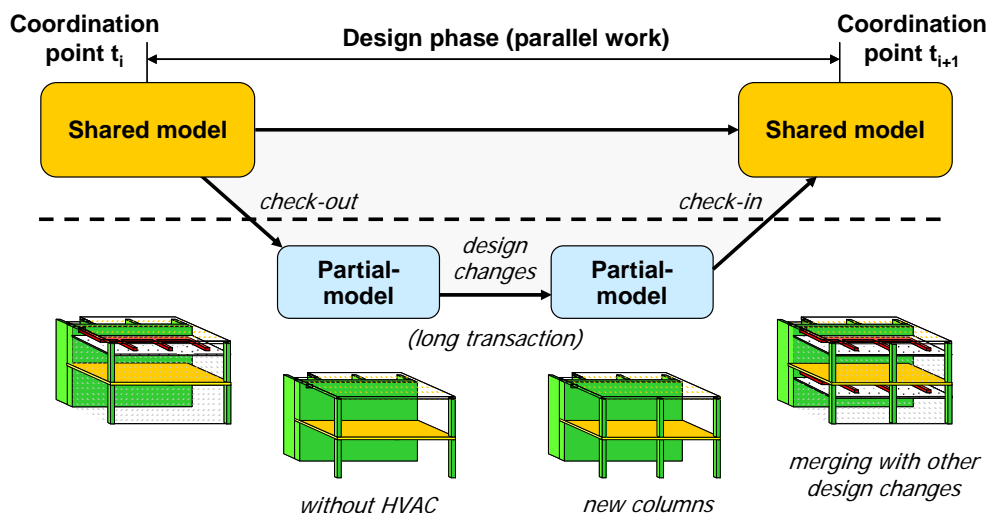 Coordination
point ti
Design phase (parallel work)
Coordination
point ti+1
Shared model
Shared model
check-out
check-in
Partial-
model
design
changes
Partial-
model
(long transaction)
without HVAC
new columns
merging with other
design changes